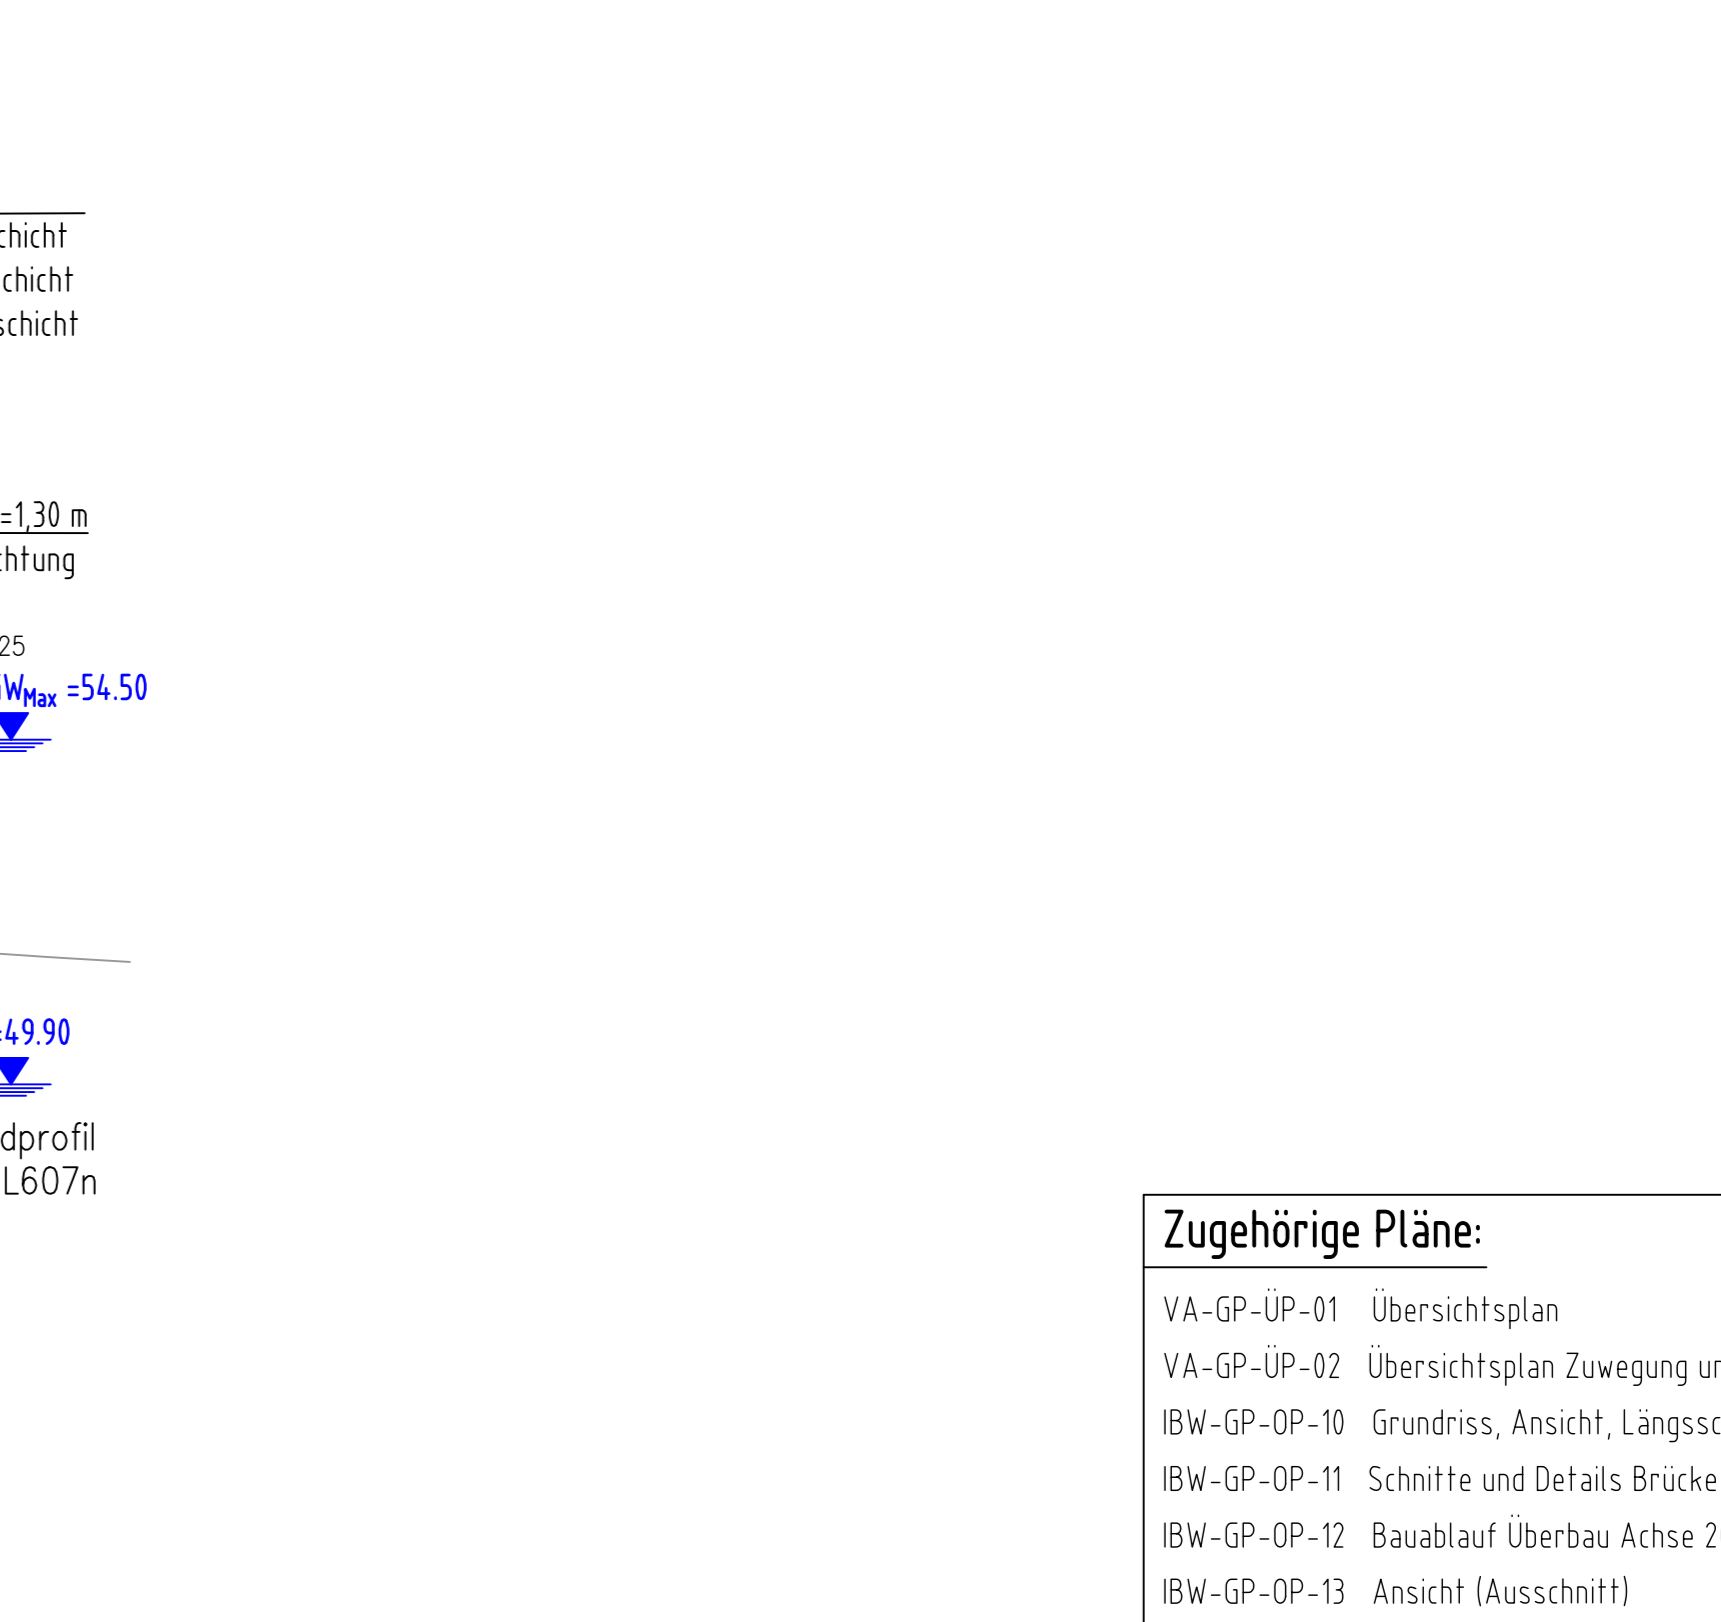 chicht
chicht
schicht
=1,30 m
chtung
25
W Max =54.50
=49.90
dprofil
L607n
Zugehörige Pläne:
VA-GP-ÜP-01 Übersichtsplan
VA-GP-ÜP-02 Übersichtsplan Zuwegung un
IBW-GP-OP-10 Grundriss, Ansicht, Längssc
IBW-GP-OP-11 Schnitte und Details Brücke
IBW-GP-OP-12 Bauablauf Überbau Achse 2
IBW-GP-OP-13 Ansicht (Ausschnitt)